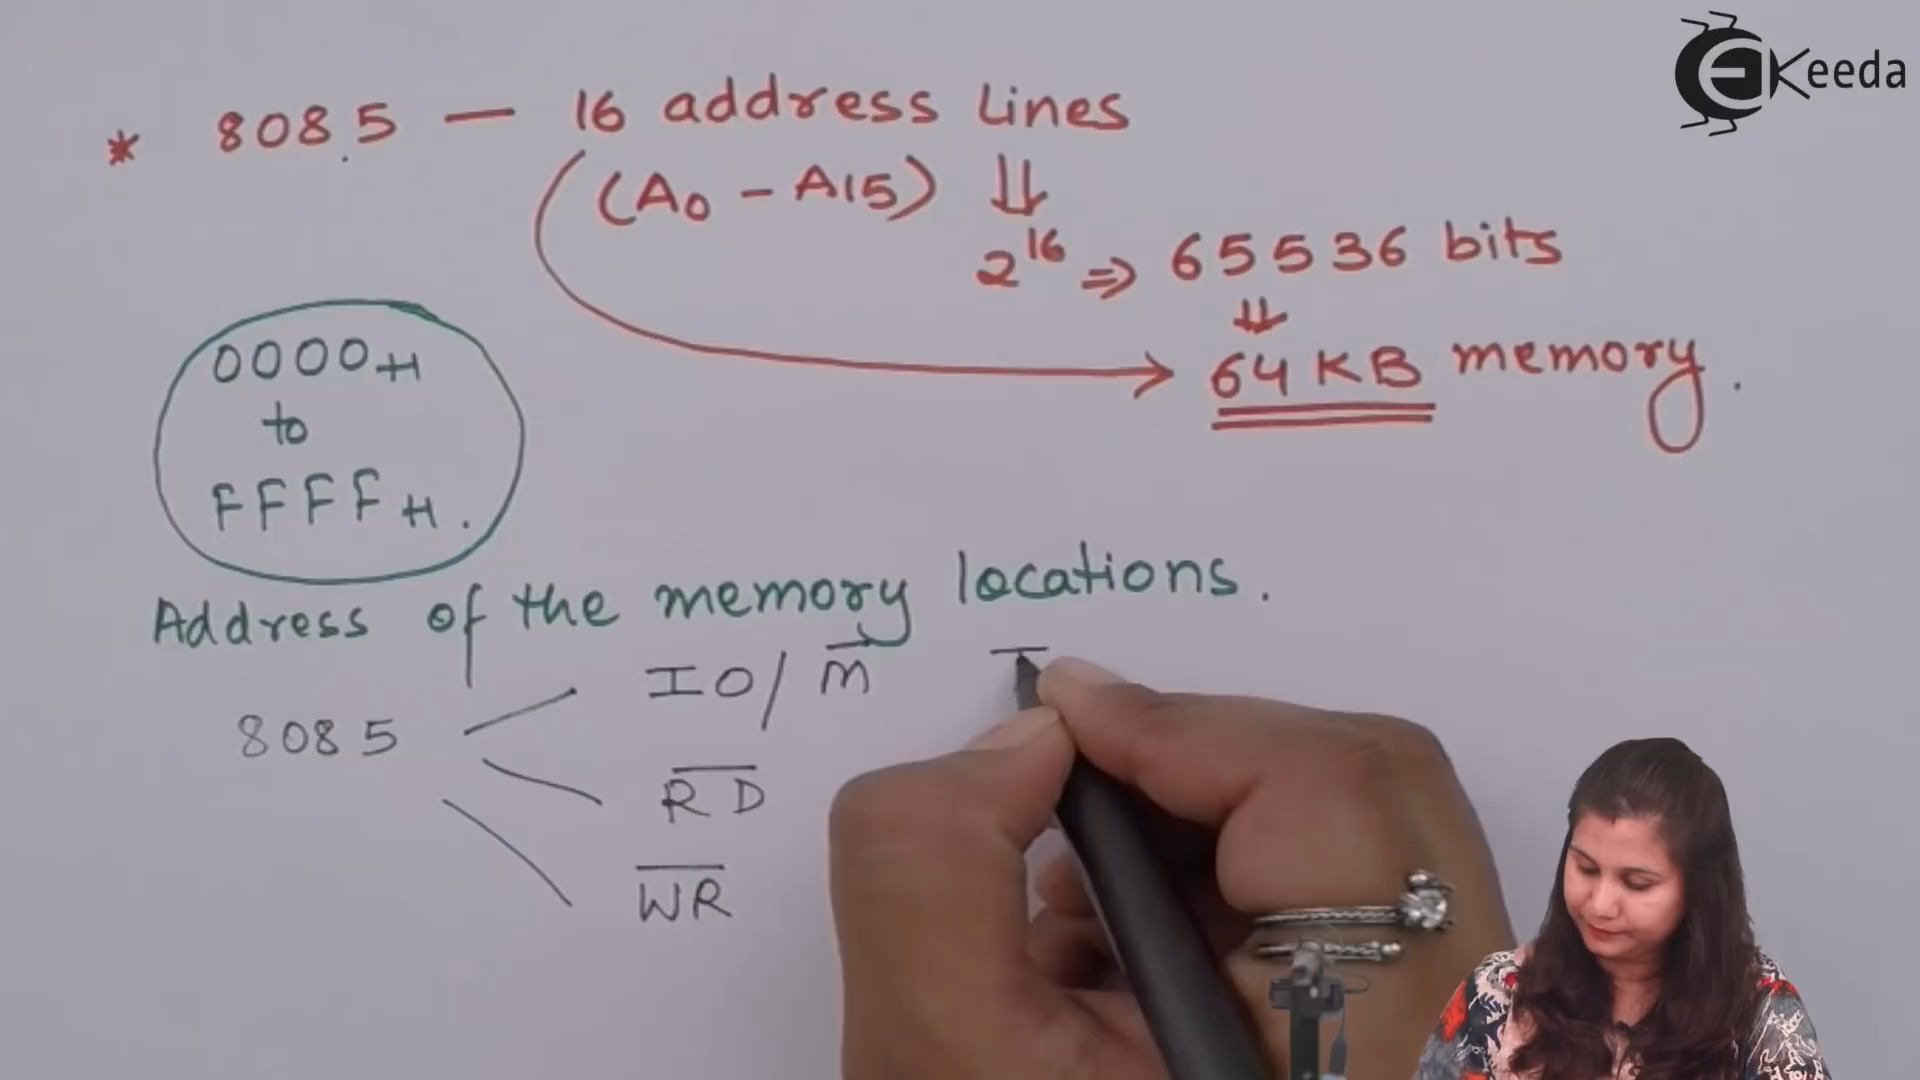 EKeeda
* 8085 — 16 address lines
(A0 - A15) ⇓
2^16 ⇒ 65536 bits
⇓
64 KB memory.
0000H
to
FFFFH.
Address of the memory locations.
8085
IO/M̅ I
R̅D̅
W̅R̅